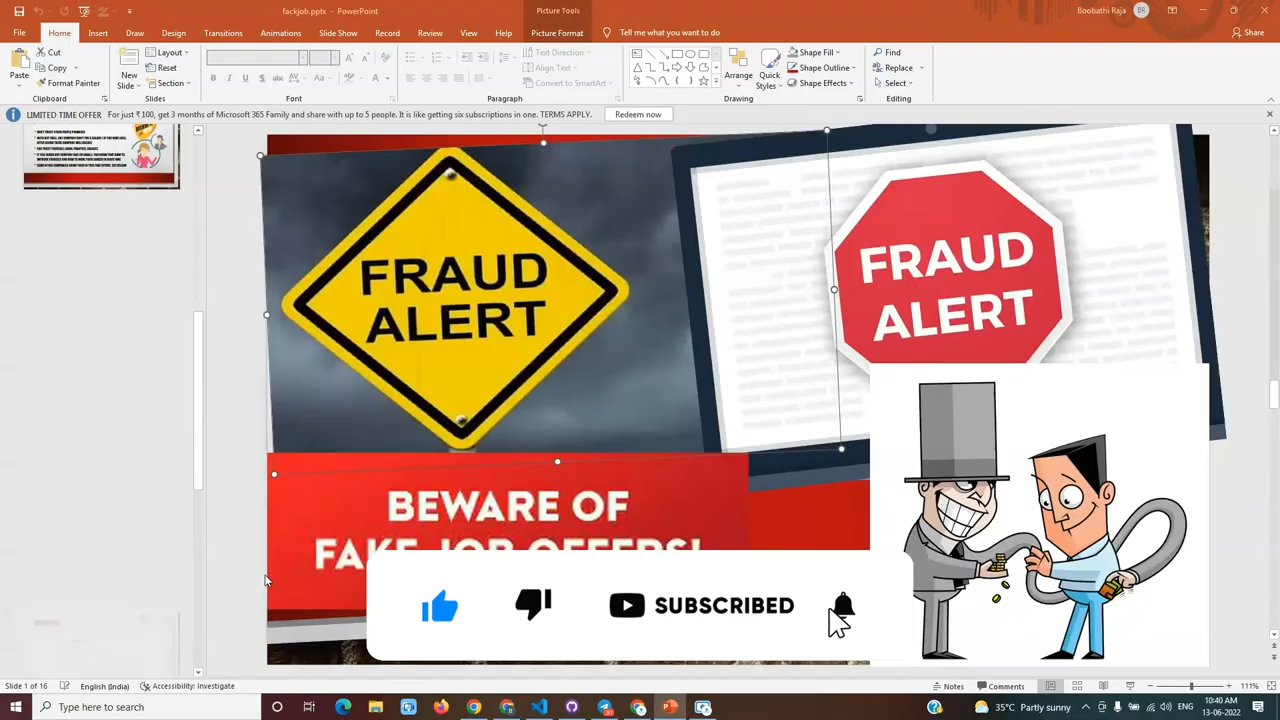 fackjob.pptx - PowerPoint
Picture Tools
Boobathi Raja
BR
File
Home
Insert
Draw
Design
Transitions
Animations
Slide Show
Record
Review
View
Help
Picture Format
Tell me what you want to do
Share
Paste
Cut
Copy
Format Painter
Clipboard
New
Slide
Layout
Reset
Section
Slides
Font
Text Direction
Align Text
Convert to SmartArt
Paragraph
Arrange
Quick
Styles
Shape Fill
Shape Outline
Shape Effects
Drawing
Find
Replace
Select
Editing
LIMITED TIME OFFER
For just ₹100, get 3 months of Microsoft 365 Family and share with up to 5 people. It is like getting six subscriptions in one. TERMS APPLY.
Redeem now
FRAUD
ALERT
FRAUD
ALERT
BEWARE OF
FAKE JOB OFFERS!
SUBSCRIBED
Slide 1 of 16
English (India)
Accessibility: Investigate
Notes
Comments
111%
Type here to search
35°C Partly sunny
ENG
10:40 AM
13-06-2022